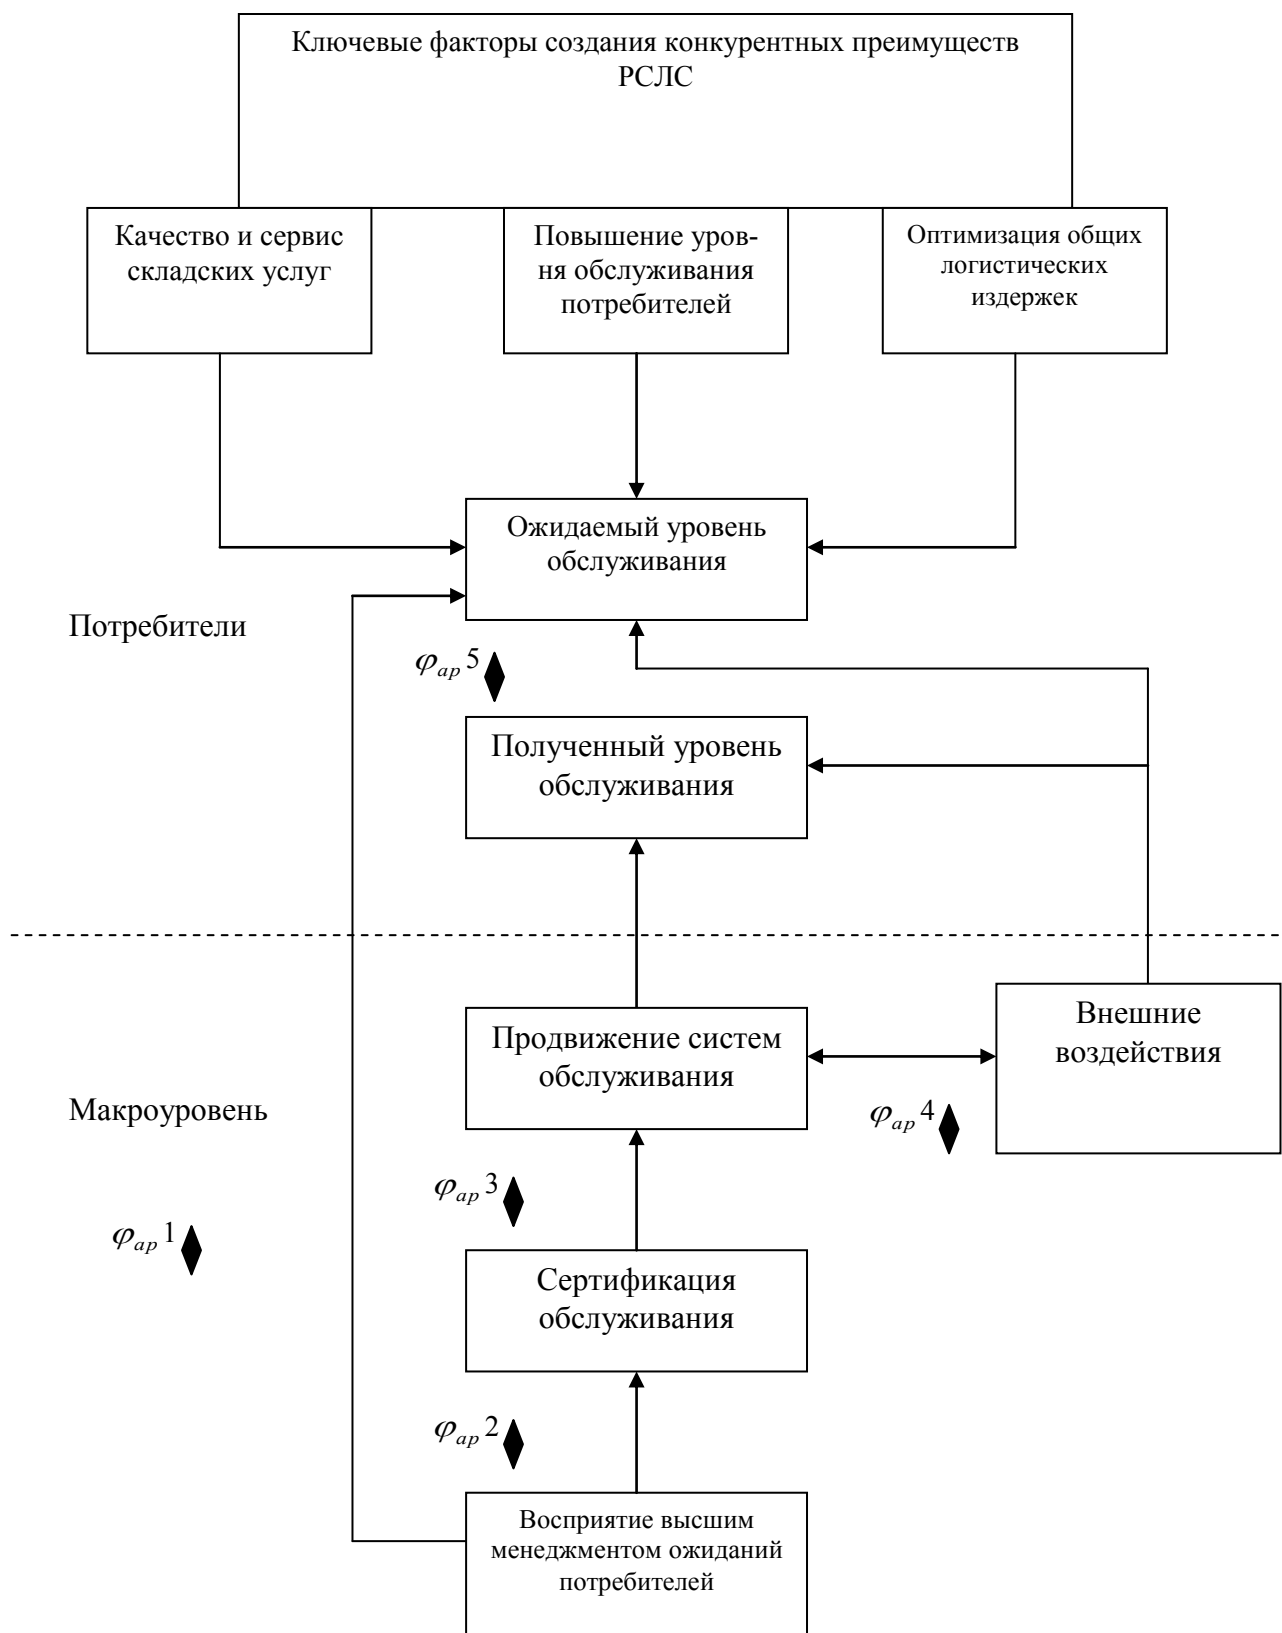 Ключевые факторы создания конкурентных преимуществ
РСЛС
Качество и сервис
складских услуг
Повышение уров-
ня обслуживания
потребителей
Оптимизация общих
логистических
издержек
Ожидаемый уровень
обслуживания
Потребители
φap 5
Полученный уровень
обслуживания
Продвижение систем
обслуживания
Внешние
воздействия
Макроуровень
φap 4
φap 3
φap 1
Сертификация
обслуживания
φap 2
Восприятие высшим
менеджментом ожиданий
потребителей